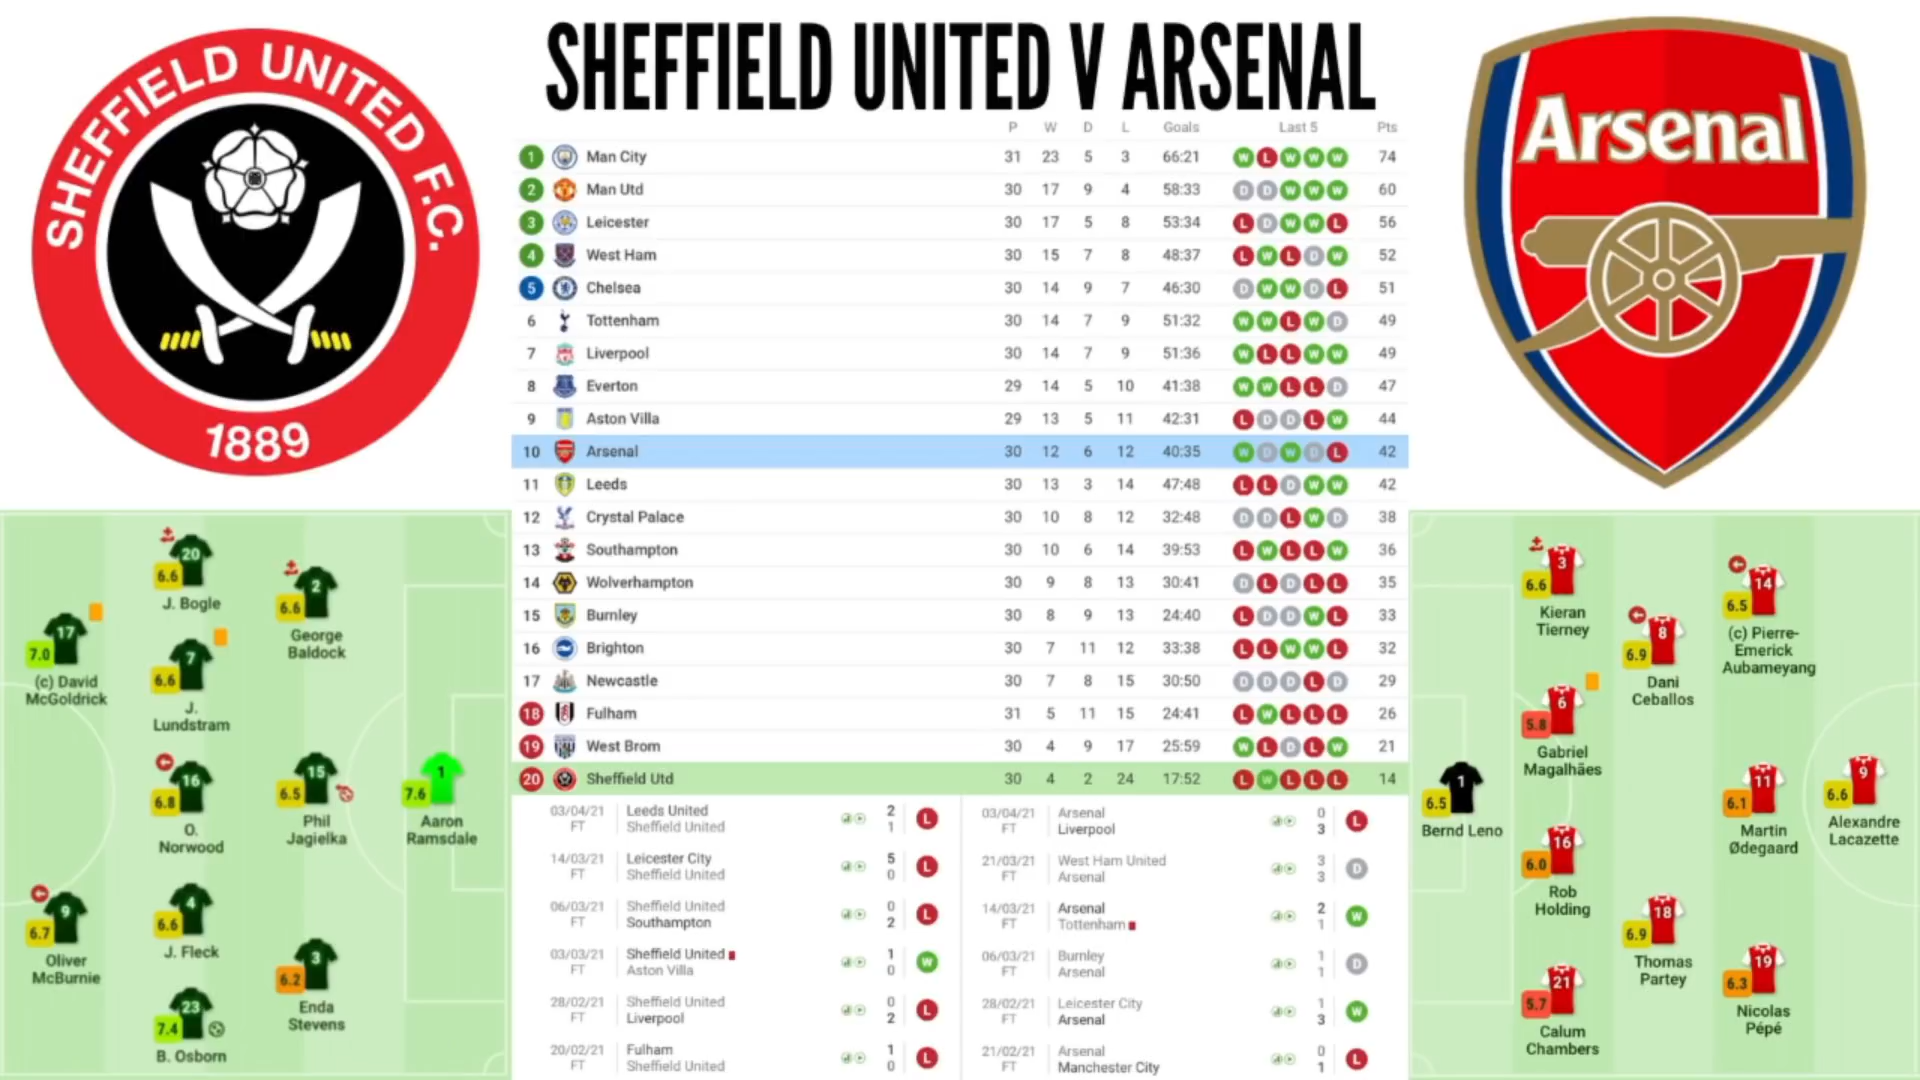 SHEFFIELD UNITED F.C.
1889
SHEFFIELD UNITED V ARSENAL
Arsenal
P W D L Goals Last 5 Pts
1 Man City 31 23 5 3 66:21 W L W W W 74
2 Man Utd 30 17 9 4 58:33 D D W W W 60
3 Leicester 30 17 5 8 53:34 L D W W L 56
4 West Ham 30 15 7 8 48:37 L W L D W 52
5 Chelsea 30 14 9 7 46:30 D W W D L 51
6 Tottenham 30 14 7 9 51:32 W W L W D 49
7 Liverpool 30 14 7 9 51:36 W L L W W 49
8 Everton 29 14 5 10 41:38 W W L L D 47
9 Aston Villa 29 13 5 11 42:31 L D D L W 44
10 Arsenal 30 12 6 12 40:35 W D W D L 42
11 Leeds 30 13 3 14 47:48 L L D W W 42
12 Crystal Palace 30 10 8 12 32:48 D D L W D 38
13 Southampton 30 10 6 14 39:53 L W L L W 36
14 Wolverhampton 30 9 8 13 30:41 D L D L L 35
15 Burnley 30 8 9 13 24:40 L D D W L 33
16 Brighton 30 7 11 12 33:38 L L W W L 32
17 Newcastle 30 7 8 15 30:50 D D D L D 29
18 Fulham 31 5 11 15 24:41 L W L L L 26
19 West Brom 30 4 9 17 25:59 W L D L W 21
20 Sheffield Utd 30 4 2 24 17:52 L W L L L 14
03/04/21 Leeds United 2
FT Sheffield United 1 L
14/03/21 Leicester City 5
FT Sheffield United 0 L
06/03/21 Sheffield United 0
FT Southampton 2 L
03/03/21 Sheffield United 1
FT Aston Villa 0 W
28/02/21 Sheffield United 0
FT Liverpool 2 L
20/02/21 Fulham 1
FT Sheffield United 0 L
03/04/21 Arsenal 0
FT Liverpool 3 L
21/03/21 West Ham United 3
FT Arsenal 3 D
14/03/21 Arsenal 2
FT Tottenham 1 W
06/03/21 Burnley 1
FT Arsenal 1 D
28/02/21 Leicester City 1
FT Arsenal 3 W
21/02/21 Arsenal 0
FT Manchester City 1 L
17
7.0
(c) David
McGoldrick
9
6.7
Oliver
McBurnie
20
6.6
J. Bogle
7
6.6
J.
Lundstram
16
6.8
O.
Norwood
4
6.6
J. Fleck
23
7.4
B. Osborn
2
6.6
George
Baldock
15
6.5
Phil
Jagielka
3
6.2
Enda
Stevens
1
7.6
Aaron
Ramsdale
1
6.5
Bernd Leno
3
6.6
Kieran
Tierney
6
5.8
Gabriel
Magalhães
16
6.0
Rob
Holding
21
5.7
Calum
Chambers
8
6.9
Dani
Ceballos
18
6.9
Thomas
Partey
14
6.5
(c) Pierre-
Emerick
Aubameyang
11
6.1
Martin
Ødegaard
19
6.3
Nicolas
Pépé
9
6.6
Alexandre
Lacazette